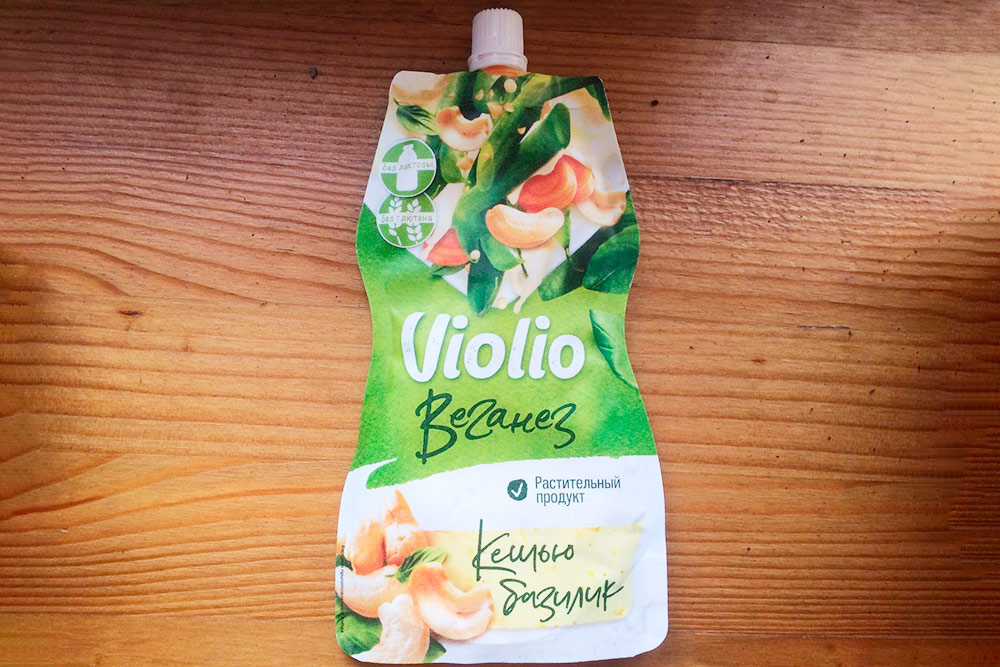 без лактозы
без глютена
Violio
Веганез
Растительный
продукт
Кешью
базилик